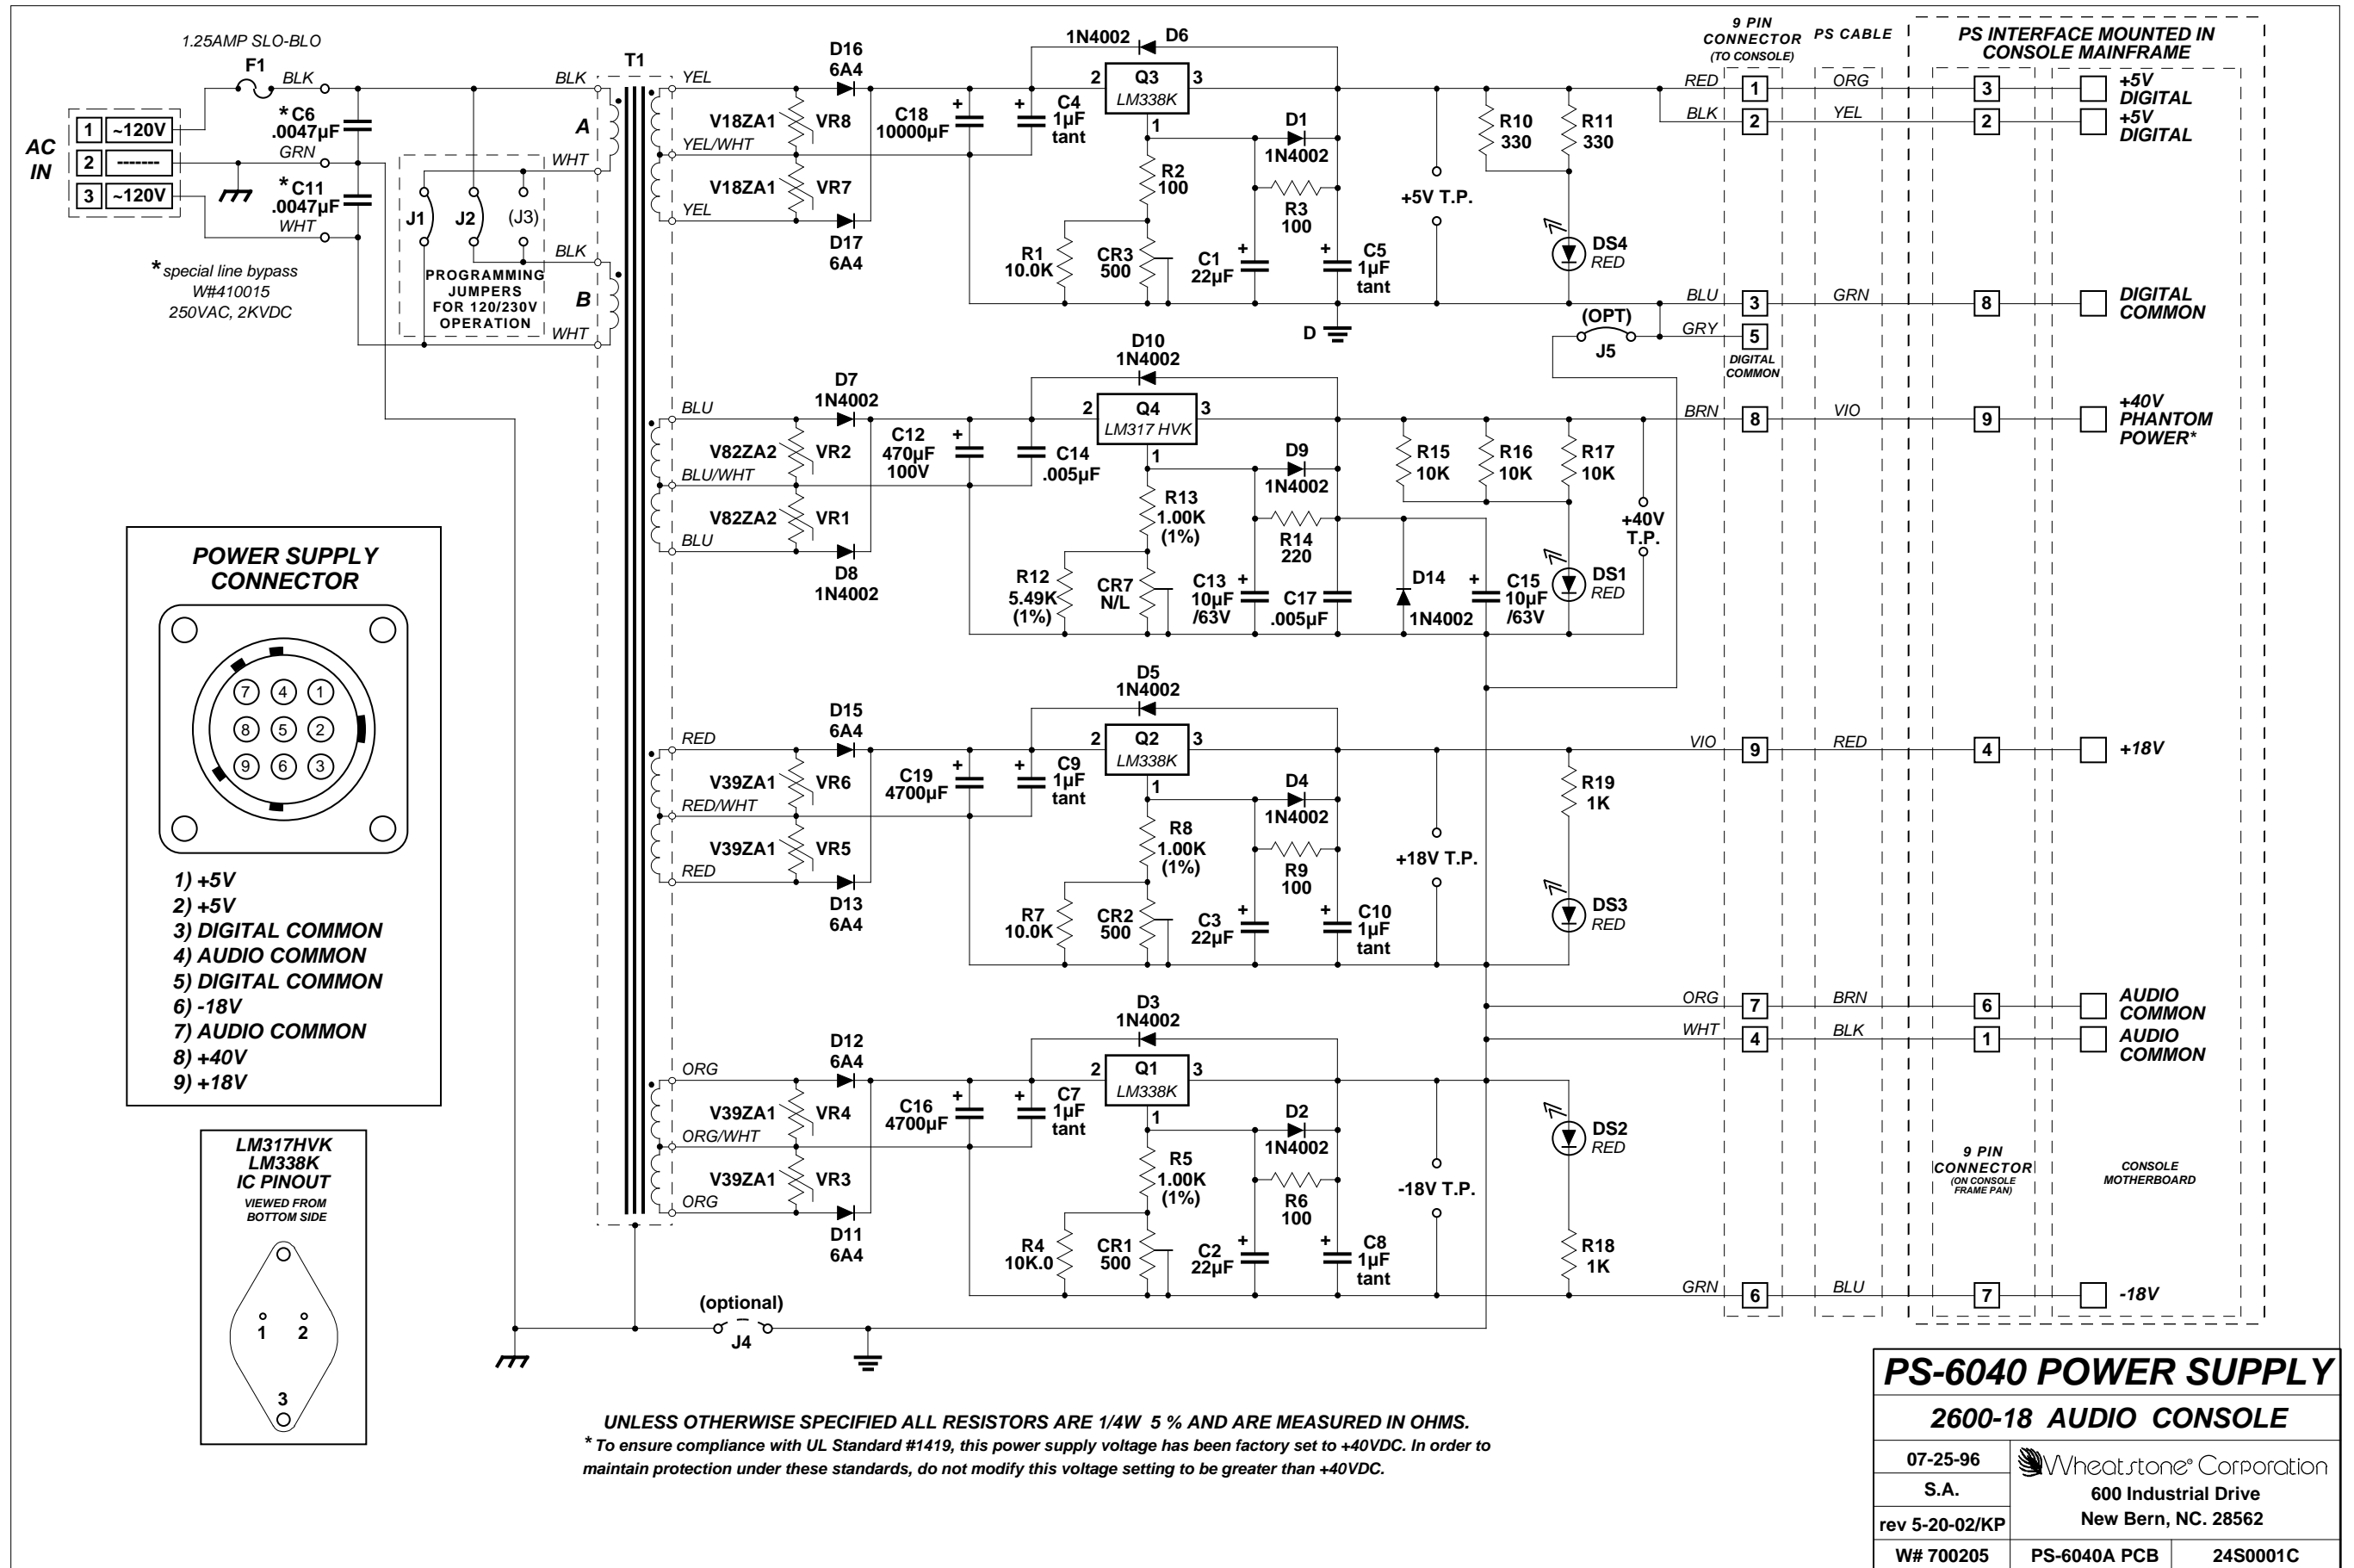 1.25AMP SLO-BLO
F1
BLK
BLK
T1
AC IN
1 ~120V
2 -------
3 ~120V
*C6
.0047µF
GRN
*C11
.0047µF
WHT
* special line bypass
W#410015
250VAC, 2KVDC
J1
J2
(J3)
PROGRAMMING
JUMPERS
FOR 120/230V
OPERATION
A
WHT
BLK
B
WHT
YEL
V18ZA1
VR8
YEL/WHT
V18ZA1
VR7
YEL
D16
6A4
D17
6A4
C18
10000µF
+
+
C4
1µF
tant
1N4002
D6
2
Q3
3
LM338K
1
D1
1N4002
R2
100
R3
100
R1
10.0K
CR3
500
C1
22µF
+
+
C5
1µF
tant
D
+5V T.P.
R10
330
R11
330
DS4
RED
(OPT)
J5
BLU
V82ZA2
VR2
BLU/WHT
V82ZA2
VR1
BLU
D7
1N4002
D8
1N4002
C12
470µF
100V
+
C14
.005µF
D10
1N4002
2
Q4
3
LM317 HVK
1
D9
1N4002
R13
1.00K
(1%)
R14
220
R12
5.49K
(1%)
CR7
N/L
C13
10µF
/63V
+
C17
.005µF
D14
1N4002
+
C15
10µF
/63V
R15
10K
R16
10K
R17
10K
DS1
RED
+40V
T.P.
RED
V39ZA1
VR6
RED/WHT
V39ZA1
VR5
RED
D15
6A4
D13
6A4
C19
4700µF
+
+
C9
1µF
tant
D5
1N4002
2
Q2
3
LM338K
1
D4
1N4002
R8
1.00K
(1%)
R9
100
R7
10.0K
CR2
500
C3
22µF
+
+
C10
1µF
tant
+18V T.P.
R19
1K
DS3
RED
ORG
V39ZA1
VR4
ORG/WHT
V39ZA1
VR3
ORG
D12
6A4
D11
6A4
C16
4700µF
+
+
C7
1µF
tant
D3
1N4002
2
Q1
3
LM338K
1
D2
1N4002
R5
1.00K
(1%)
R6
100
R4
10K.0
CR1
500
C2
22µF
+
+
C8
1µF
tant
-18V T.P.
DS2
RED
R18
1K
(optional)
J4
9 PIN
CONNECTOR
(TO CONSOLE)
PS CABLE
PS INTERFACE MOUNTED IN
CONSOLE MAINFRAME
RED 1 ORG 3 +5V
DIGITAL
BLK 2 YEL 2 +5V
DIGITAL
BLU 3 GRN 8 DIGITAL
COMMON
GRY 5
DIGITAL
COMMON
BRN 8 VIO 9 +40V
PHANTOM
POWER*
VIO 9 RED 4 +18V
ORG 7 BRN 6 AUDIO
COMMON
WHT 4 BLK 1 AUDIO
COMMON
9 PIN
CONNECTOR
(ON CONSOLE
FRAME PAN)
CONSOLE
MOTHERBOARD
GRN 6 BLU 7 -18V
POWER SUPPLY
CONNECTOR
7 4 1
8 5 2
9 6 3
1) +5V
2) +5V
3) DIGITAL COMMON
4) AUDIO COMMON
5) DIGITAL COMMON
6) -18V
7) AUDIO COMMON
8) +40V
9) +18V
LM317HVK
LM338K
IC PINOUT
VIEWED FROM
BOTTOM SIDE
1 2
3
UNLESS OTHERWISE SPECIFIED ALL RESISTORS ARE 1/4W 5 % AND ARE MEASURED IN OHMS.
* To ensure compliance with UL Standard #1419, this power supply voltage has been factory set to +40VDC. In order to
maintain protection under these standards, do not modify this voltage setting to be greater than +40VDC.
PS-6040 POWER SUPPLY
2600-18 AUDIO CONSOLE
07-25-96
S.A.
rev 5-20-02/KP
Wheatstone® Corporation
600 Industrial Drive
New Bern, NC. 28562
W# 700205
PS-6040A PCB
24S0001C